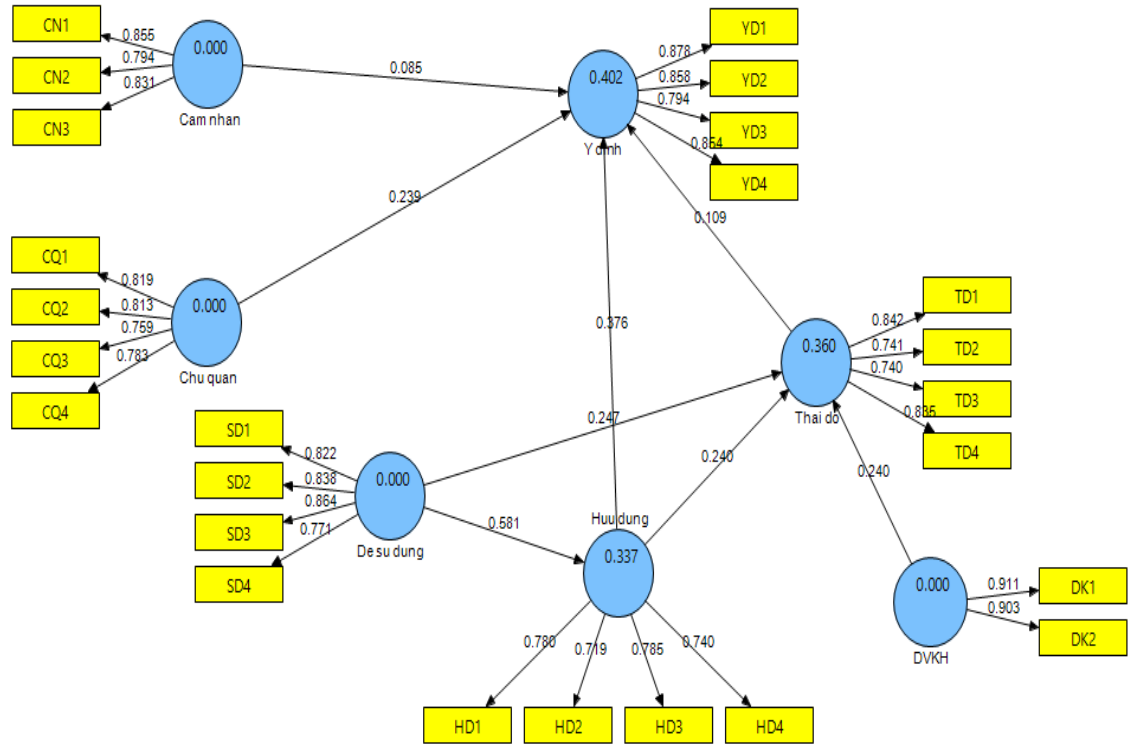 CN1
CN2
CN3
0.855
0.794
0.831
0.000
Cam nhan
0.085
0.402
Y dinh
0.878
0.858
0.794
0.854
YD1
YD2
YD3
YD4
0.239
0.376
0.109
CQ1
CQ2
CQ3
CQ4
0.819
0.813
0.759
0.783
0.000
Chu quan
0.360
Thai do
0.842
0.741
0.740
0.835
TD1
TD2
TD3
TD4
SD1
SD2
SD3
SD4
0.822
0.838
0.864
0.771
0.000
De su dung
0.247
0.581
0.240
0.240
Huu dung
0.337
0.000
DVKH
0.911
0.903
DK1
DK2
0.780
0.719
0.785
0.740
HD1
HD2
HD3
HD4